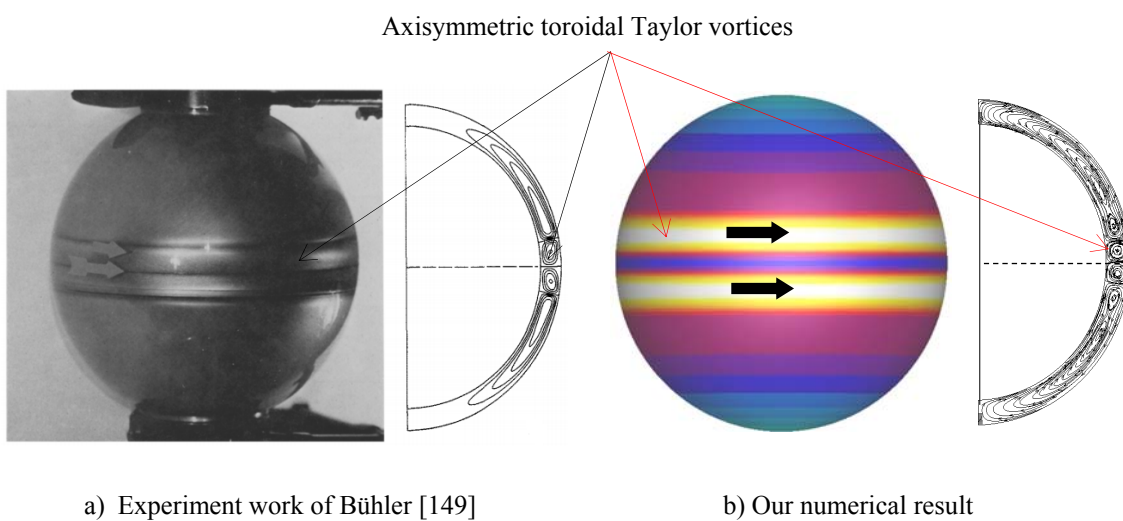 Axisymmetric toroidal Taylor vortices
a) Experiment work of Bühler [149]
b) Our numerical result